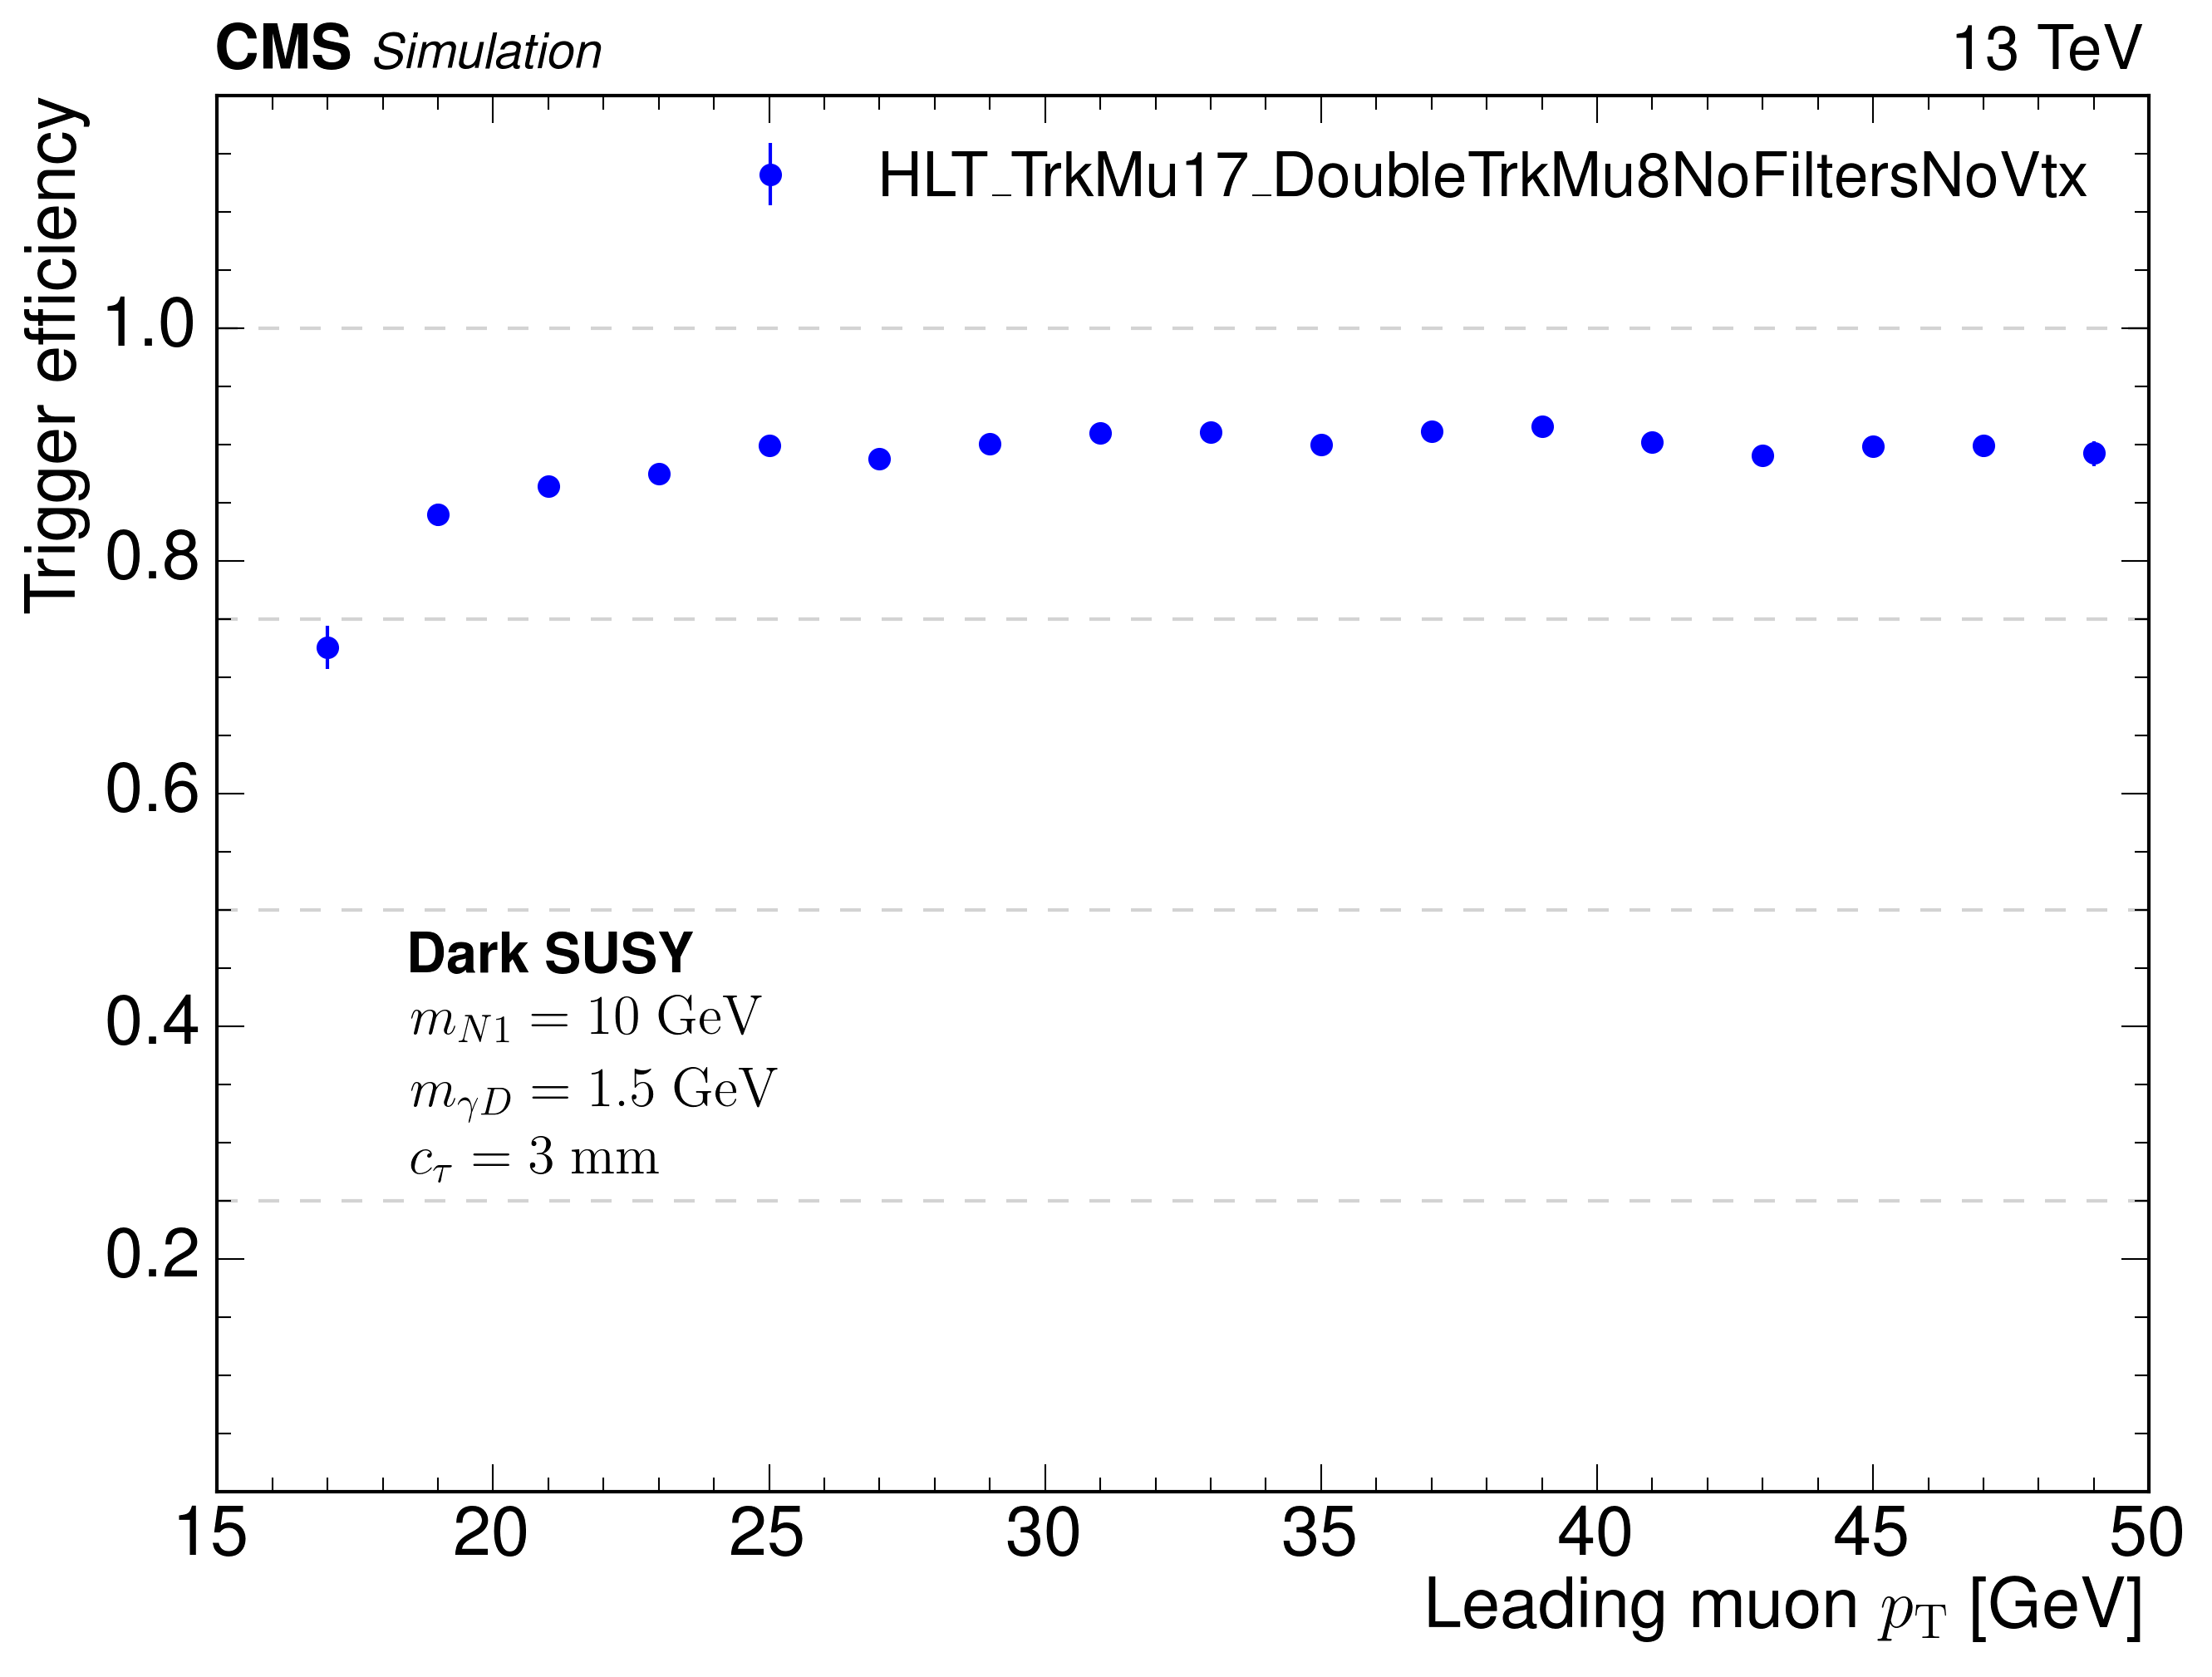 CMS Simulation 13 TeV
Trigger efficiency
HLT_TrkMu17_DoubleTrkMu8NoFiltersNoVtx
1.0
0.8
0.6
0.4
0.2
Dark SUSY
m_{N1} = 10 GeV
m_{γD} = 1.5 GeV
c_τ = 3 mm
15 20 25 30 35 40 45 50
Leading muon p_T [GeV]